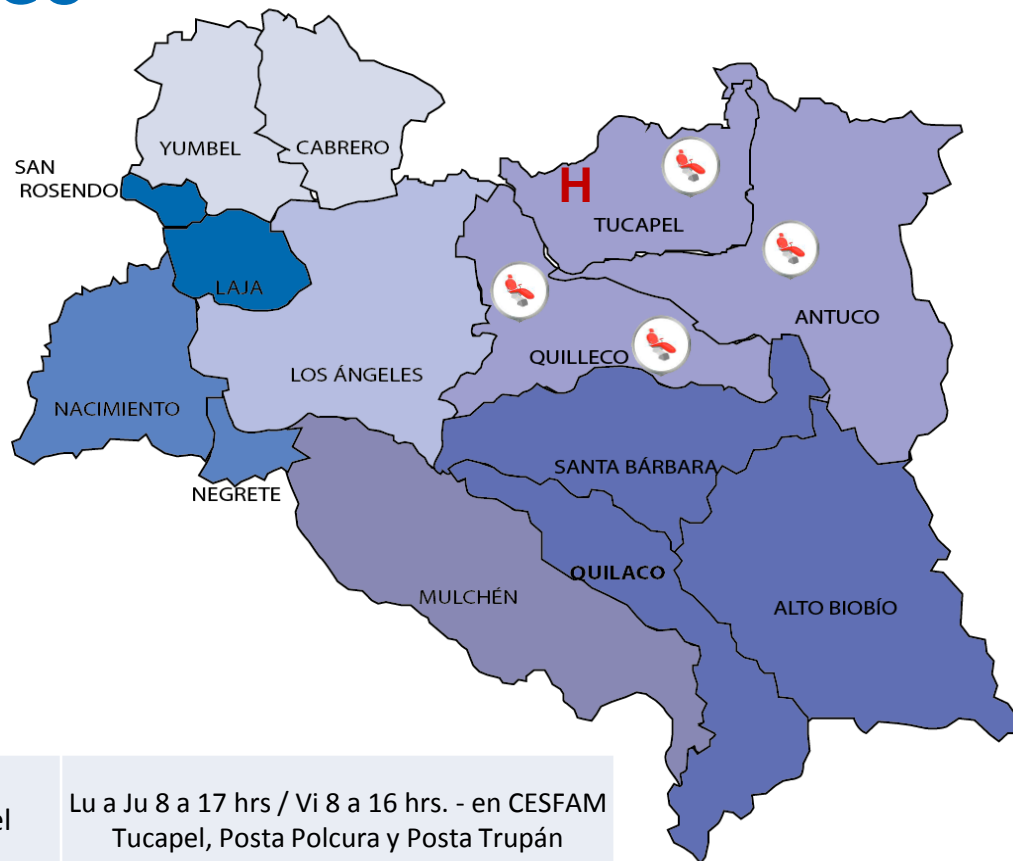 YUMBEL
CABRERO
SAN
ROSENDO
H
TUCAPEL
LAJA
ANTUCO
QUILLECO
LOS ÁNGELES
NACIMIENTO
SANTA BÁRBARA
NEGRETE
QUILACO
MULCHÉN
ALTO BIOBÍO
el
Lu a Ju 8 a 17 hrs / Vi 8 a 16 hrs. - en CESFAM
Tucapel, Posta Polcura y Posta Trupán